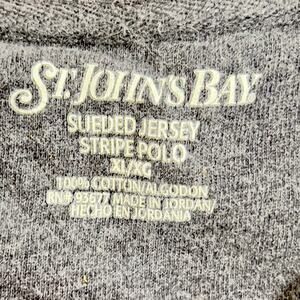 ST. JOHN'S BAY
SUEDED JERSEY
STRIPE POLO
XL/XG
100% COTTON/ALGODON
RN# 93677 MADE IN JORDAN/
HECHO EN JORDANIA